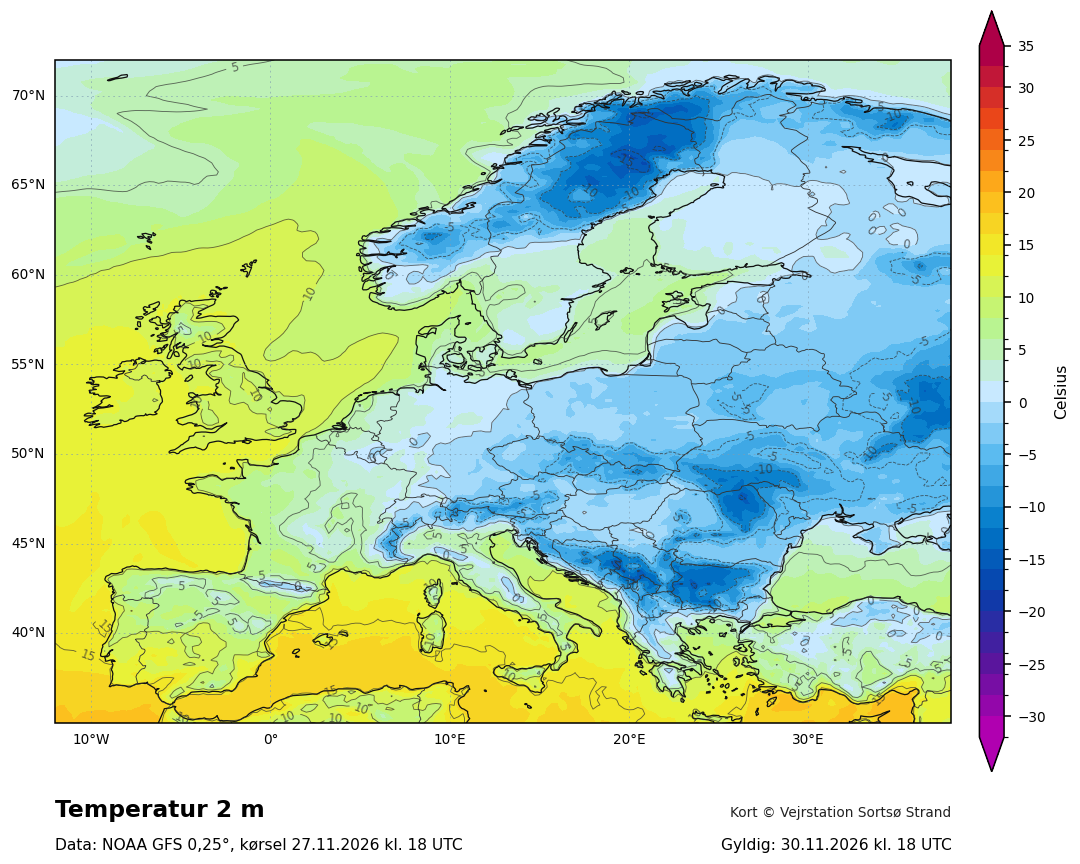 70°N
65°N
60°N
55°N
50°N
45°N
40°N
10°W
0°
10°E
20°E
30°E
35
30
25
20
15
10
5
0
−5
−10
−15
−20
−25
−30
Celsius
Temperatur 2 m
Kort © Vejrstation Sortsø Strand
Data: NOAA GFS 0,25°, kørsel 27.11.2026 kl. 18 UTC
Gyldig: 30.11.2026 kl. 18 UTC